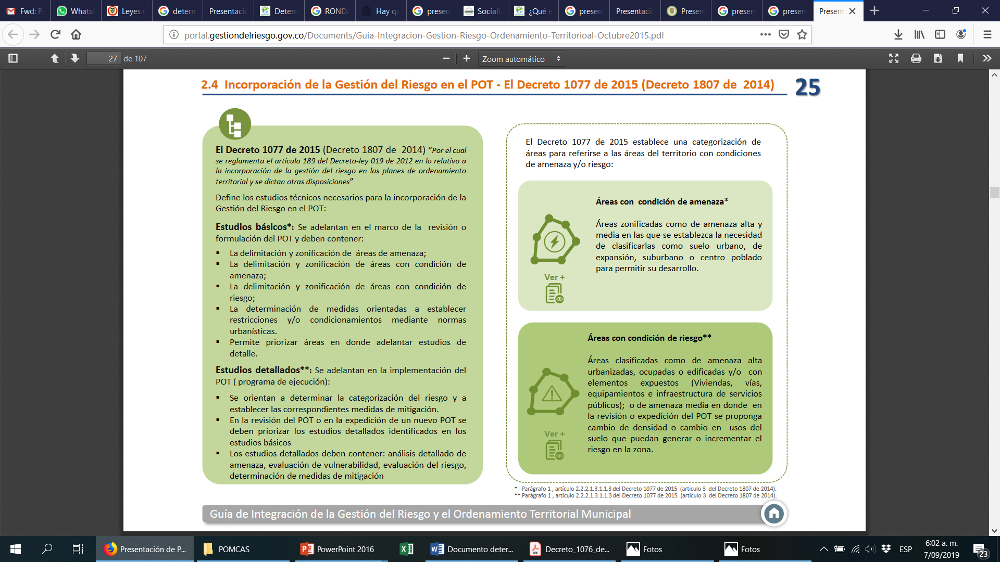 Fwd: P
Whats
Leyes
determ
Presentació
Determ
RONDA
Hay qu
presen
Sociali
¿Qué e
presen
Presentació
Presen
presen
presen
Present
portal.gestiondelriesgo.gov.co/Documents/Guia-Integracion-Gestion-Riesgo-Ordenamiento-Territorioal-Octubre2015.pdf
27 de 107
Zoom automático
2.4 Incorporación de la Gestión del Riesgo en el POT - El Decreto 1077 de 2015 (Decreto 1807 de 2014) 25
El Decreto 1077 de 2015 (Decreto 1807 de 2014) “Por el cual
se reglamenta el artículo 189 del Decreto-ley 019 de 2012 en lo relativo a
la incorporación de la gestión del riesgo en los planes de ordenamiento
territorial y se dictan otras disposiciones”
Define los estudios técnicos necesarios para la incorporación de la
Gestión del Riesgo en el POT:
Estudios básicos*: Se adelantan en el marco de la revisión o
formulación del POT y deben contener:
▪ La delimitación y zonificación de áreas de amenaza;
▪ La delimitación y zonificación de áreas con condición de
amenaza;
▪ La delimitación y zonificación de áreas con condición de
riesgo;
▪ La determinación de medidas orientadas a establecer
restricciones y/o condicionamientos mediante normas
urbanísticas.
▪ Permite priorizar áreas en donde adelantar estudios de
detalle.
Estudios detallados**: Se adelantan en la implementación del
POT ( programa de ejecución):
▪ Se orientan a determinar la categorización del riesgo y a
establecer las correspondientes medidas de mitigación.
▪ En la revisión del POT o en la expedición de un nuevo POT se
deben priorizar los estudios detallados identificados en los
estudios básicos
▪ Los estudios detallados deben contener: análisis detallado de
amenaza, evaluación de vulnerabilidad, evaluación del riesgo,
determinación de medidas de mitigación
El Decreto 1077 de 2015 establece una categorización de
áreas para referirse a las áreas del territorio con condiciones
de amenaza y/o riesgo:
Áreas con condición de amenaza*
Áreas zonificadas como de amenaza alta y
media en las que se establezca la necesidad
de clasificarlas como suelo urbano, de
expansión, suburbano o centro poblado
para permitir su desarrollo.
Ver +
Áreas con condición de riesgo**
Áreas clasificadas como de amenaza alta
urbanizadas, ocupadas o edificadas y/o con
elementos expuestos (Viviendas, vías,
equipamientos e infraestructura de servicios
públicos); o de amenaza media en donde en
la revisión o expedición del POT se proponga
cambio de densidad o cambio en usos del
suelo que puedan generar o incrementar el
riesgo en la zona.
Ver +
* Parágrafo 1 , artículo 2.2.2.1.3.1.1.3 del Decreto 1077 de 2015 (articulo 3 del Decreto 1807 de 2014).
** Parágrafo 1 , artículo 2.2.2.1.3.1.1.3 del Decreto 1077 de 2015 (articulo 3 del Decreto 1807 de 2014).
Guía de Integración de la Gestión del Riesgo y el Ordenamiento Territorial Municipal
Presentación de P...
POMCAS
PowerPoint 2016
Documento deter...
Decreto_1076_de...
Fotos
Fotos
ESP
6:02 a. m.
7/09/2019
23